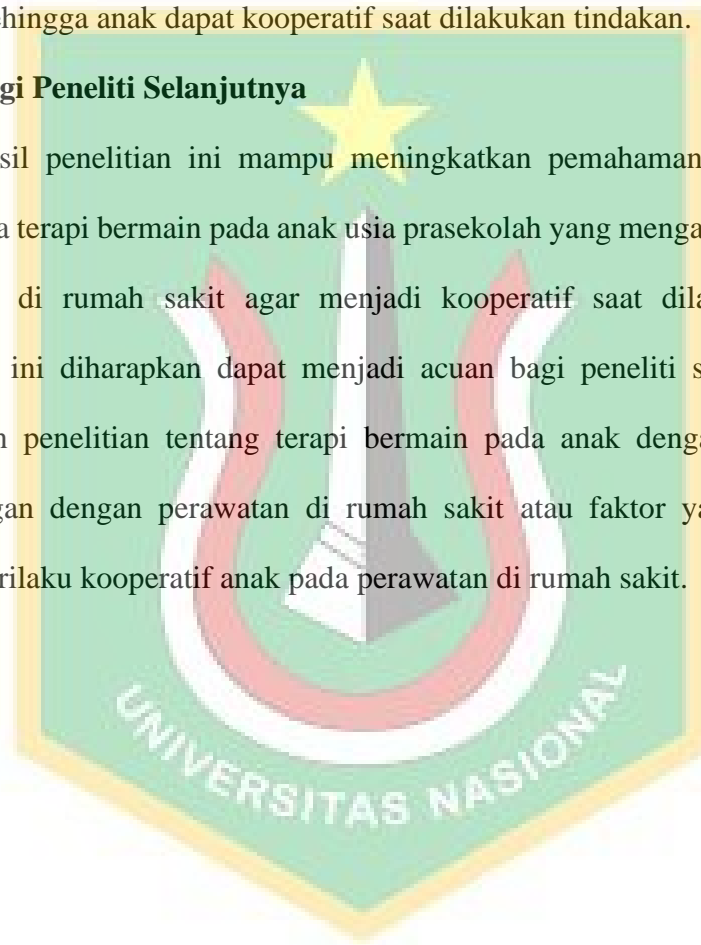 ehingga anak dapat kooperatif saat dilakukan tindakan.
gi Peneliti Selanjutnya
sil penelitian ini mampu meningkatkan pemahaman
a terapi bermain pada anak usia prasekolah yang menga
di rumah sakit agar menjadi kooperatif saat dila
ini diharapkan dapat menjadi acuan bagi peneliti s
n penelitian tentang terapi bermain pada anak denga
gan dengan perawatan di rumah sakit atau faktor ya
rilaku kooperatif anak pada perawatan di rumah sakit.
UNIVERSITAS NASIONAL